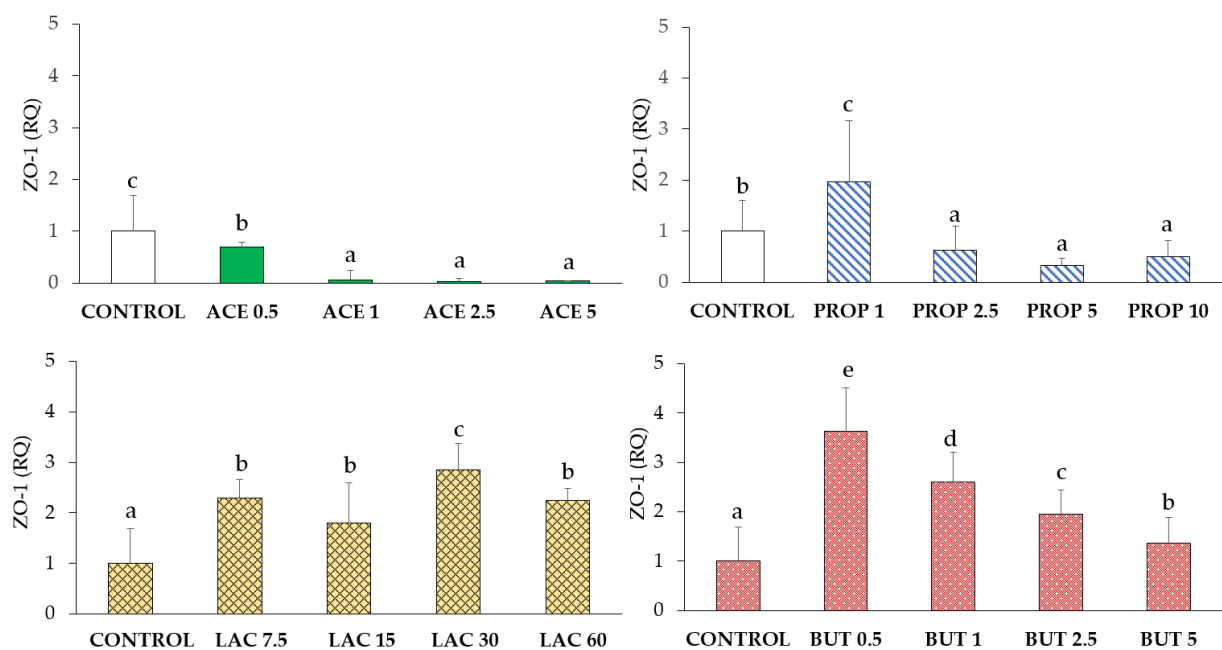 5
4
3
2
1
0
ZO-1 (RQ)
c
b
a
a
a
CONTROL ACE 0.5 ACE 1 ACE 2.5 ACE 5
5
4
3
2
1
0
ZO-1 (RQ)
b
c
a
a
a
CONTROL PROP 1 PROP 2.5 PROP 5 PROP 10
5
4
3
2
1
0
ZO-1 (RQ)
a
b
b
c
b
CONTROL LAC 7.5 LAC 15 LAC 30 LAC 60
5
4
3
2
1
0
ZO-1 (RQ)
a
e
d
c
b
CONTROL BUT 0.5 BUT 1 BUT 2.5 BUT 5